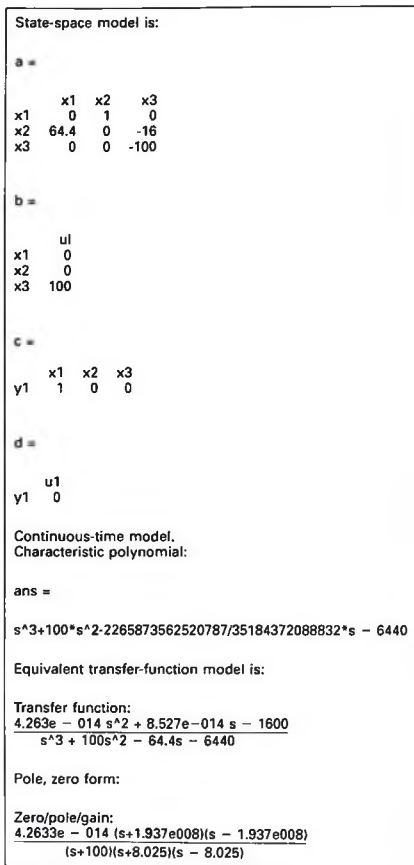 State-space model is:
a =
x1 x2 x3
x1 0 1 0
x2 64.4 0 -16
x3 0 0 -100
b =
ul
x1 0
x2 0
x3 100
c =
x1 x2 x3
y1 1 0 0
d =
u1
y1 0
Continuous-time model.
Characteristic polynomial:
ans =
s^3+100*s^2-2265873562520787/35184372088832*s - 6440
Equivalent transfer-function model is:
Transfer function:
4.263e - 014 s^2 + 8.527e-014 s - 1600
s^3 + 100s^2 - 64.4s - 6440
Pole, zero form:
Zero/pole/gain:
4.2633e - 014 (s+1.937e008)(s - 1.937e008)
(s+100)(s+8.025)(s - 8.025)